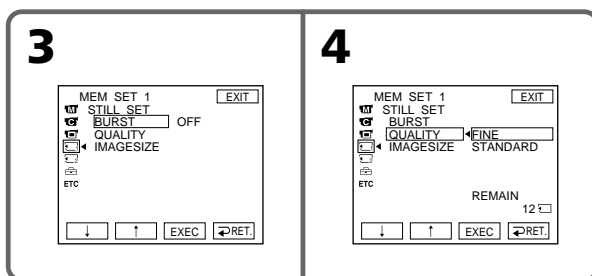 3
MEM SET 1 EXIT
STILL SET
BURST OFF
QUALITY
IMAGESIZE
ETC
↓ ↑ EXEC RET.
4
MEM SET 1 EXIT
STILL SET
BURST
QUALITY FINE
IMAGESIZE STANDARD
ETC
REMAIN
12
↓ ↑ EXEC RET.